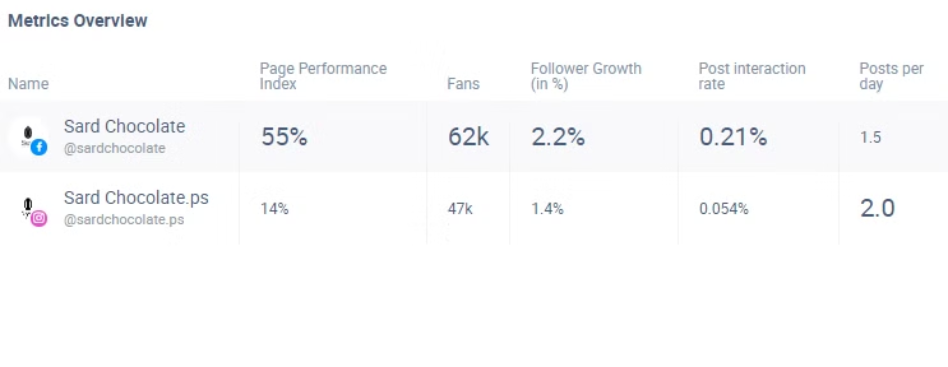 Metrics Overview
Name
Page Performance
Index
Fans
Follower Growth
(in %)
Post interaction
rate
Posts per
day
Sard Chocolate
@sardchocolate
55%
62k
2.2%
0.21%
1.5
Sard Chocolate.ps
@sardchocolate.ps
14%
47k
1.4%
0.054%
2.0